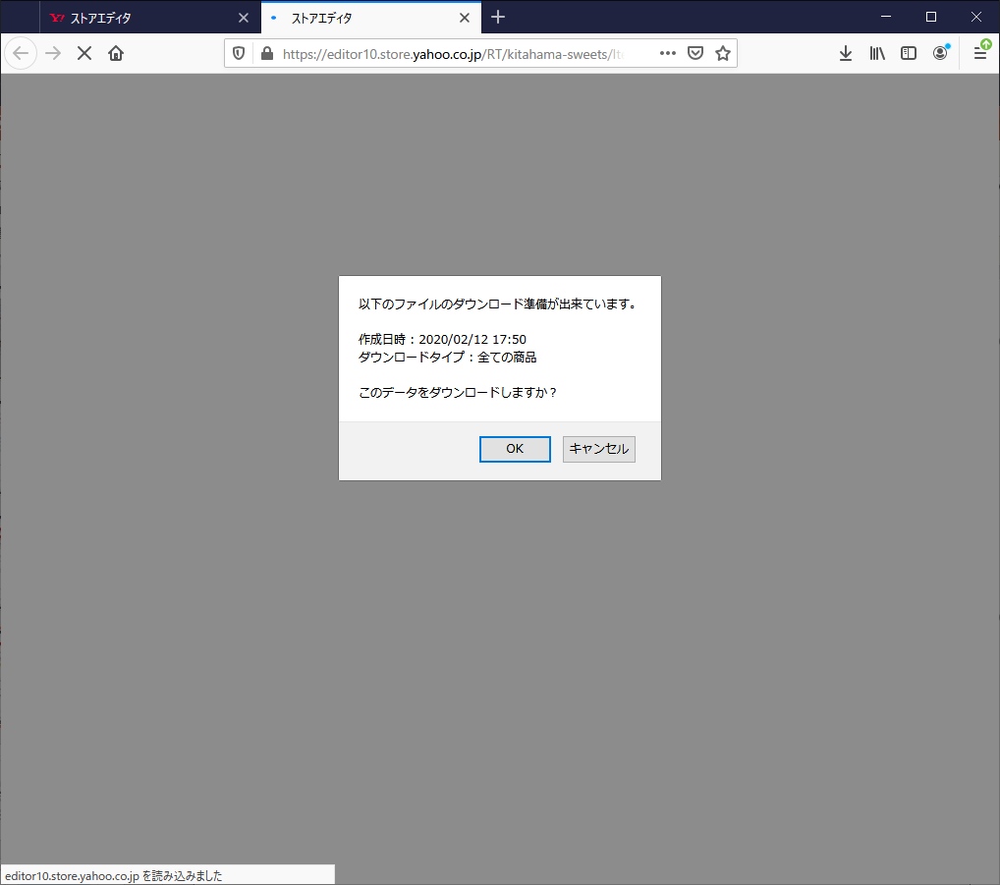 Y! ストアエディタ
ストアエディタ
https://editor10.store.yahoo.co.jp/RT/kitahama-sweets/It
以下のファイルのダウンロード準備が出来ています。
作成日時：2020/02/12 17:50
ダウンロードタイプ：全ての商品
このデータをダウンロードしますか？
OK
キャンセル
editor10.store.yahoo.co.jp を読み込みました